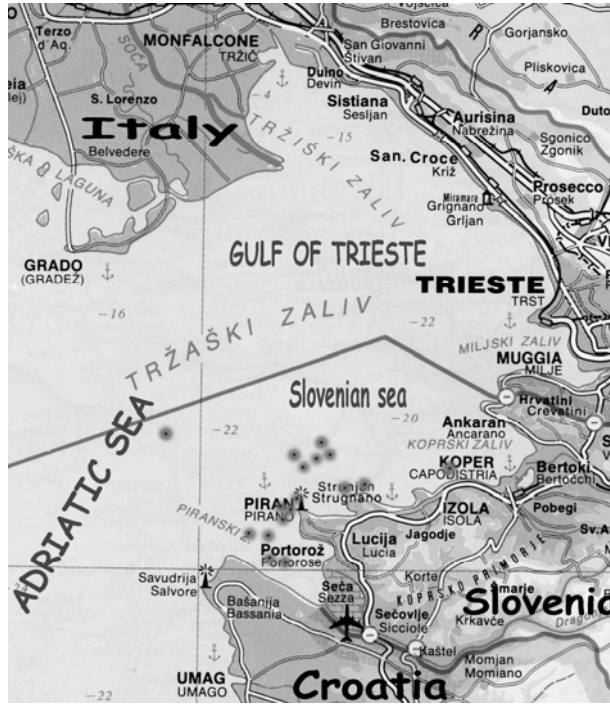 Terzo
d'Aq.
MONFALCONE
TRŽIČ
SOČA
S. Lorenzo
Italy
Belvedere
LAGUNA
GRADO
(GRADEŽ)
-4
-15
-16
TRŽIŠKI ZALIV
GULF OF TRIESTE
TRŽAŠKI ZALIV
Brestovica
Gorjansko
San Giovanni
Štivan
Pliskovica
R
A
Duino
Devin
Sistiana
Sesljan
Aurisina
Nabrežina
Duto
Sgonico
Zgonik
San. Croce
Križ
Prosecco
Prosek
Miramare
Grignano
Grljan
TRIESTE
TRST
-22
MILJSKI ZALIV
MUGGIA
MILJE
Slovenian sea
Hrvatini
Crevatini
-20
Ankaran
Ancarano
KOPRSKI ZALIV
-22
ADRIATIC SEA
KOPER
CAPODISTRIA
Bertoki
Bertocchi
Strunjan
Strugnano
PIRAN
PIRANO
IZOLA
ISOLA
Pobegi
PIRANSKI Z.
Lucija
Lucia
Jagodje
Sv. A
Portorož
Portorose
Korte
KOPRSKO PRIMORJE
Šmarje
Savudrija
Salvore
Seča
Sezza
Slovenia
Bašanija
Bassania
Sečovlje
Sicciole
Krkavče
Dragonja
Kaštel
Momjan
Momiano
UMAG
UMAGO
Croatia
-22